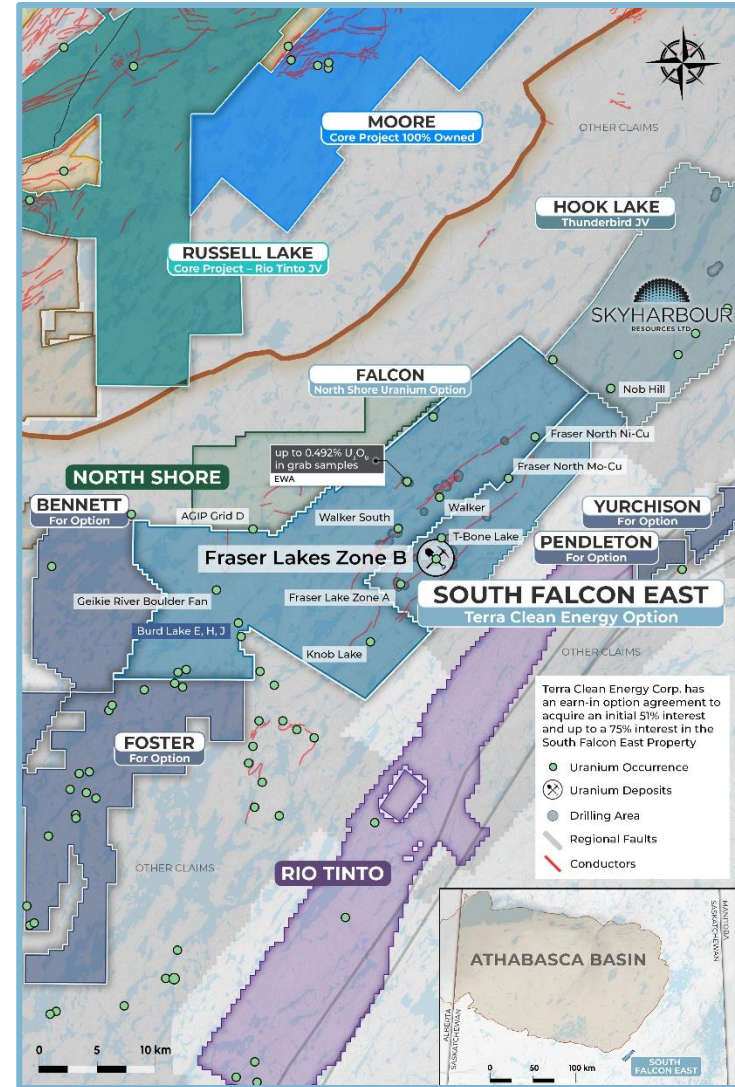 MOORE
Core Project 100% Owned
OTHER CLAIMS
HOOK LAKE
Thunderbird JV
RUSSELL LAKE
Core Project – Rio Tinto JV
SKYHARBOUR
RESOURCES LTD
FALCON
North Shore Uranium Option
Nob Hill
Fraser North Ni-Cu
up to 0.492% U₃O₈
in grab samples
EWA
Fraser North Mo-Cu
NORTH SHORE
BENNETT
For Option
AGIP Grid D
Walker South
Walker
YURCHISON
For Option
T-Bone Lake
PENDLETON
For Option
Fraser Lakes Zone B
Geikie River Boulder Fan
Fraser Lake Zone A
SOUTH FALCON EAST
Terra Clean Energy Option
Burd Lake E, H, J
Knob Lake
OTHER CLAIMS
Terra Clean Energy Corp. has
an earn-in option agreement to
acquire an initial 51% interest
and up to a 75% interest in the
South Falcon East Property
Uranium Occurrence
Uranium Deposits
Drilling Area
Regional Faults
Conductors
FOSTER
For Option
OTHER CLAIMS
RIO TINTO
ATHABASCA BASIN
SASKATCHEWAN
MANITOBA
ALBERTA
SASKATCHEWAN
0 50 100 km
SOUTH
FALCON EAST
0 5 10 km